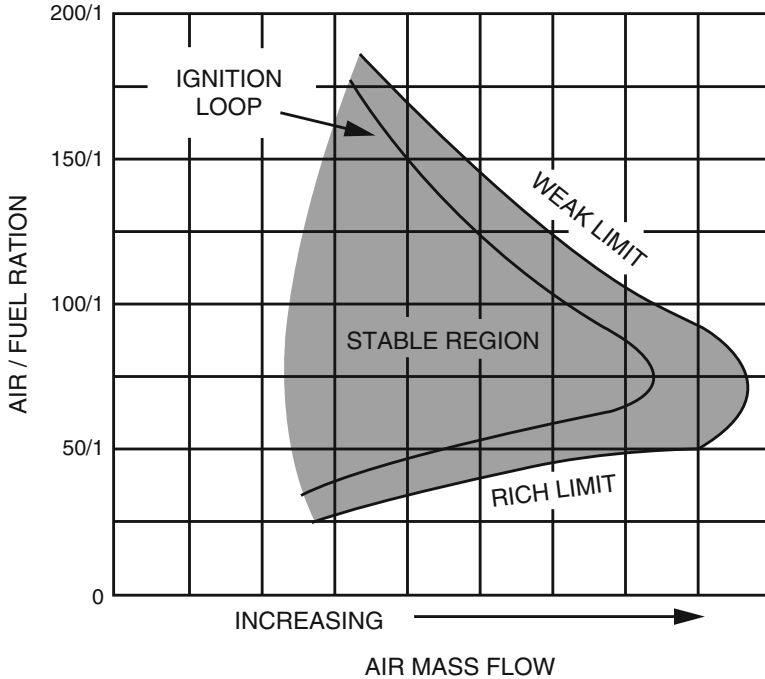 200/1
150/1
100/1
50/1
0
AIR / FUEL RATION
IGNITION
LOOP
WEAK LIMIT
STABLE REGION
RICH LIMIT
INCREASING
AIR MASS FLOW